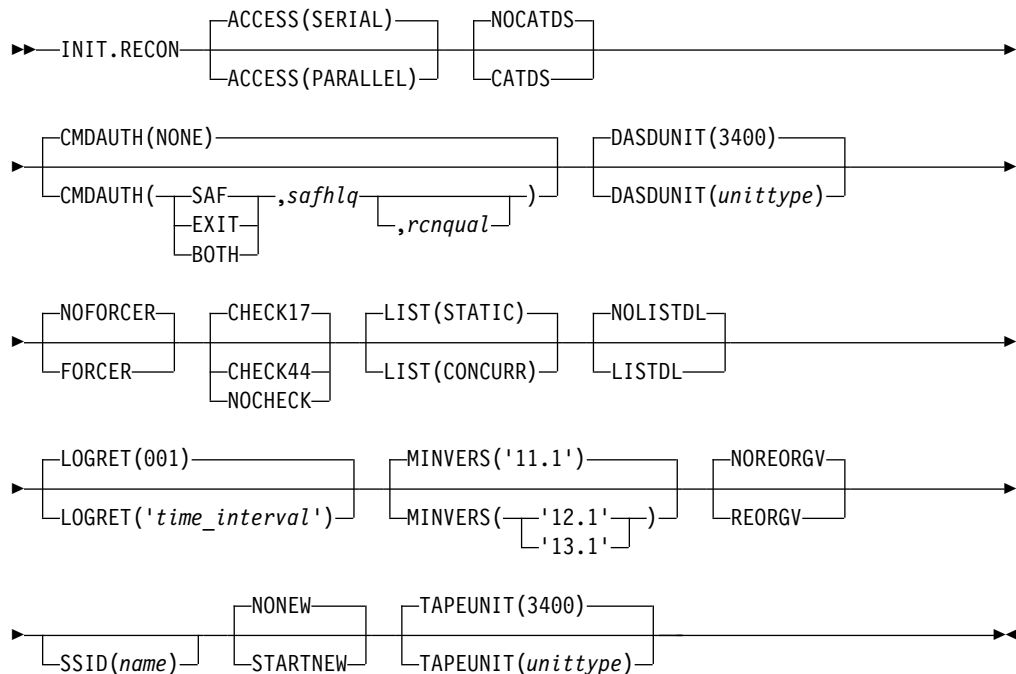 ACCESS(SERIAL) NOCATDS
INIT.RECON
ACCESS(PARALLEL) CATDS
CMDAUTH(NONE) DASDUNIT(3400)
CMDAUTH( SAF ,safhlq ) DASDUNIT(unittype)
EXIT ,rcnqual
BOTH
NOFORCER CHECK17 LIST(STATIC) NOLISTDL
FORCER CHECK44 LIST(CONCURR) LISTDL
NOCHECK
LOGRET(001) MINVERS('11.1') NOREORGV
LOGRET('time_interval') MINVERS( '12.1' ) REORGV
'13.1'
NONEW TAPEUNIT(3400)
SSID(name) STARTNEW TAPEUNIT(unittype)